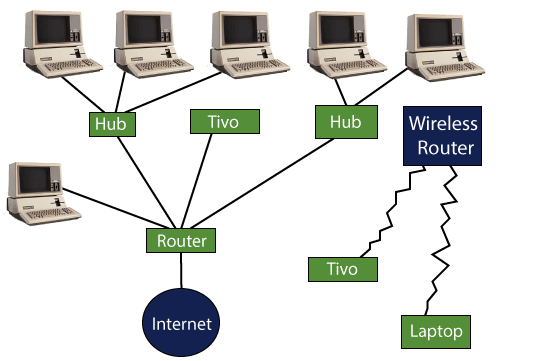 Hub
Tivo
Hub
Wireless
Router
Router
Tivo
Internet
Laptop